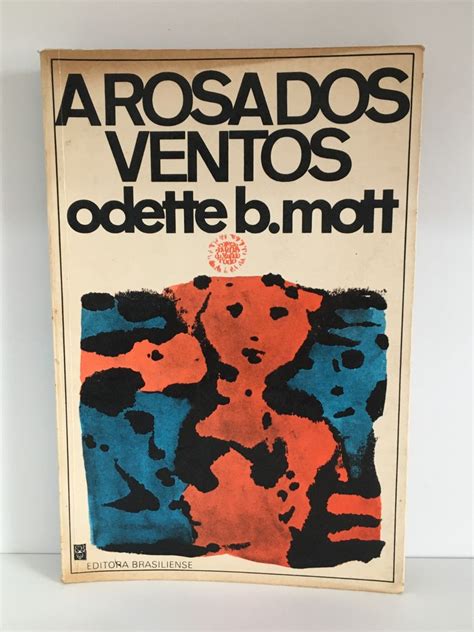 A ROSA DOS
VENTOS
odette b.mott
EDITORA BRASILIENSE